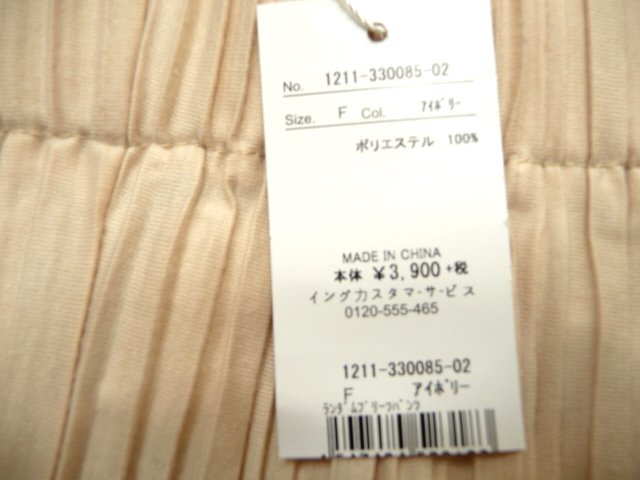 No. 1211-330085-02
Size. F Col. ｱｲﾎﾞﾘｰ
ポリエステル 100%
MADE IN CHINA
本体 ￥3,900+税
イングカスタマーサービス
0120-555-465
1211-330085-02
F ｱｲﾎﾞﾘｰ
ﾗﾝﾀﾞﾑﾌﾟﾘｰﾂﾊﾟﾝﾂ